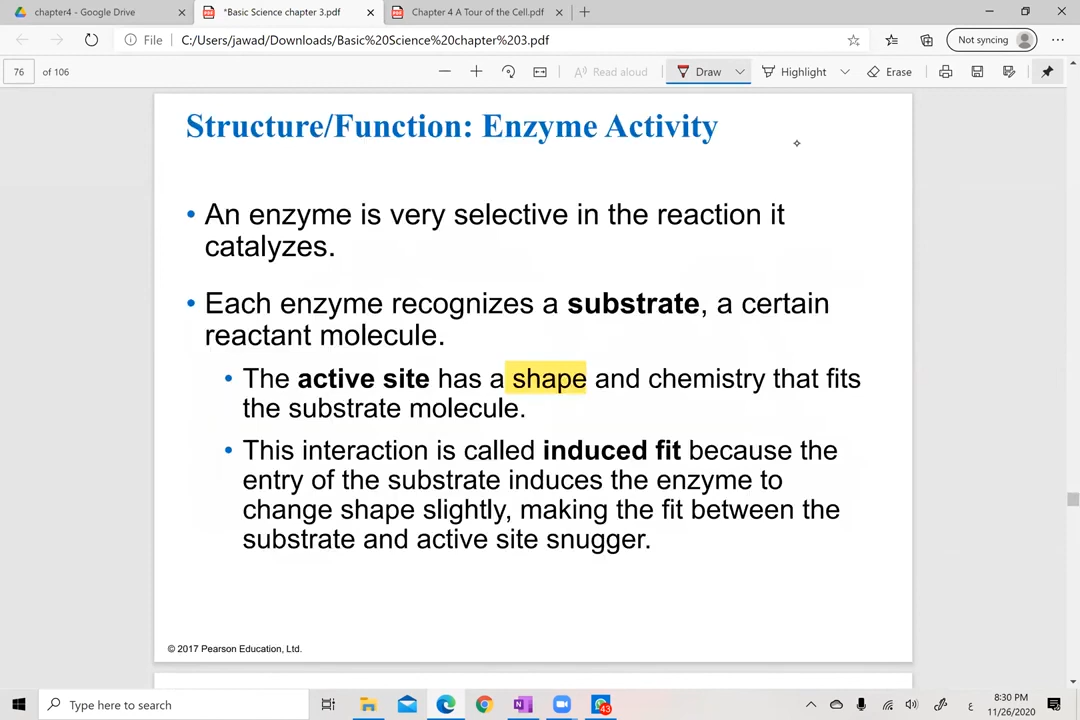 chapter4 - Google Drive
*Basic Science chapter 3.pdf
Chapter 4 A Tour of the Cell.pdf
File
C:/Users/jawad/Downloads/Basic%20Science%20chapter%203.pdf
Not syncing
76
of 106
Read aloud
Draw
Highlight
Erase
Structure/Function: Enzyme Activity
• An enzyme is very selective in the reaction it
catalyzes.
• Each enzyme recognizes a substrate, a certain
reactant molecule.
• The active site has a shape and chemistry that fits
the substrate molecule.
• This interaction is called induced fit because the
entry of the substrate induces the enzyme to
change shape slightly, making the fit between the
substrate and active site snugger.
© 2017 Pearson Education, Ltd.
Type here to search
43
ع
8:30 PM
11/26/2020